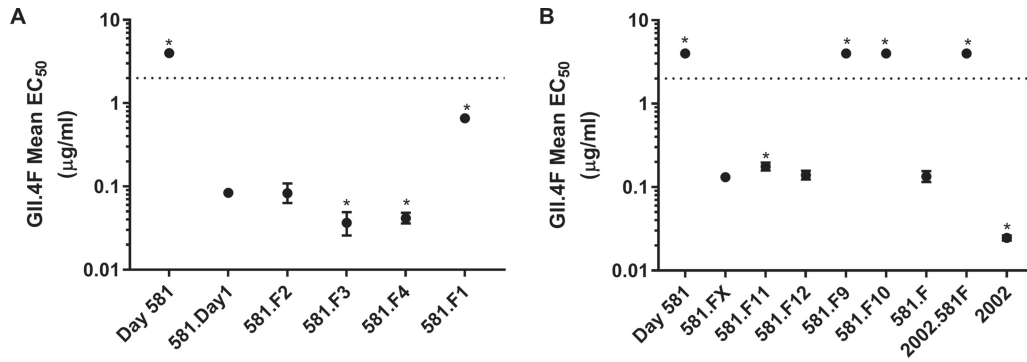 A
GII.4F Mean EC50
(μg/ml)
10
1
0.1
0.01
*
*
*
*
Day 581
581.Day1
581.F2
581.F3
581.F4
581.F1
B
GII.4F Mean EC50
(μg/ml)
10
1
0.1
0.01
*
*
*
*
*
*
Day 581
581.FX
581.F11
581.F12
581.F9
581.F10
581.F
2002.581F
2002